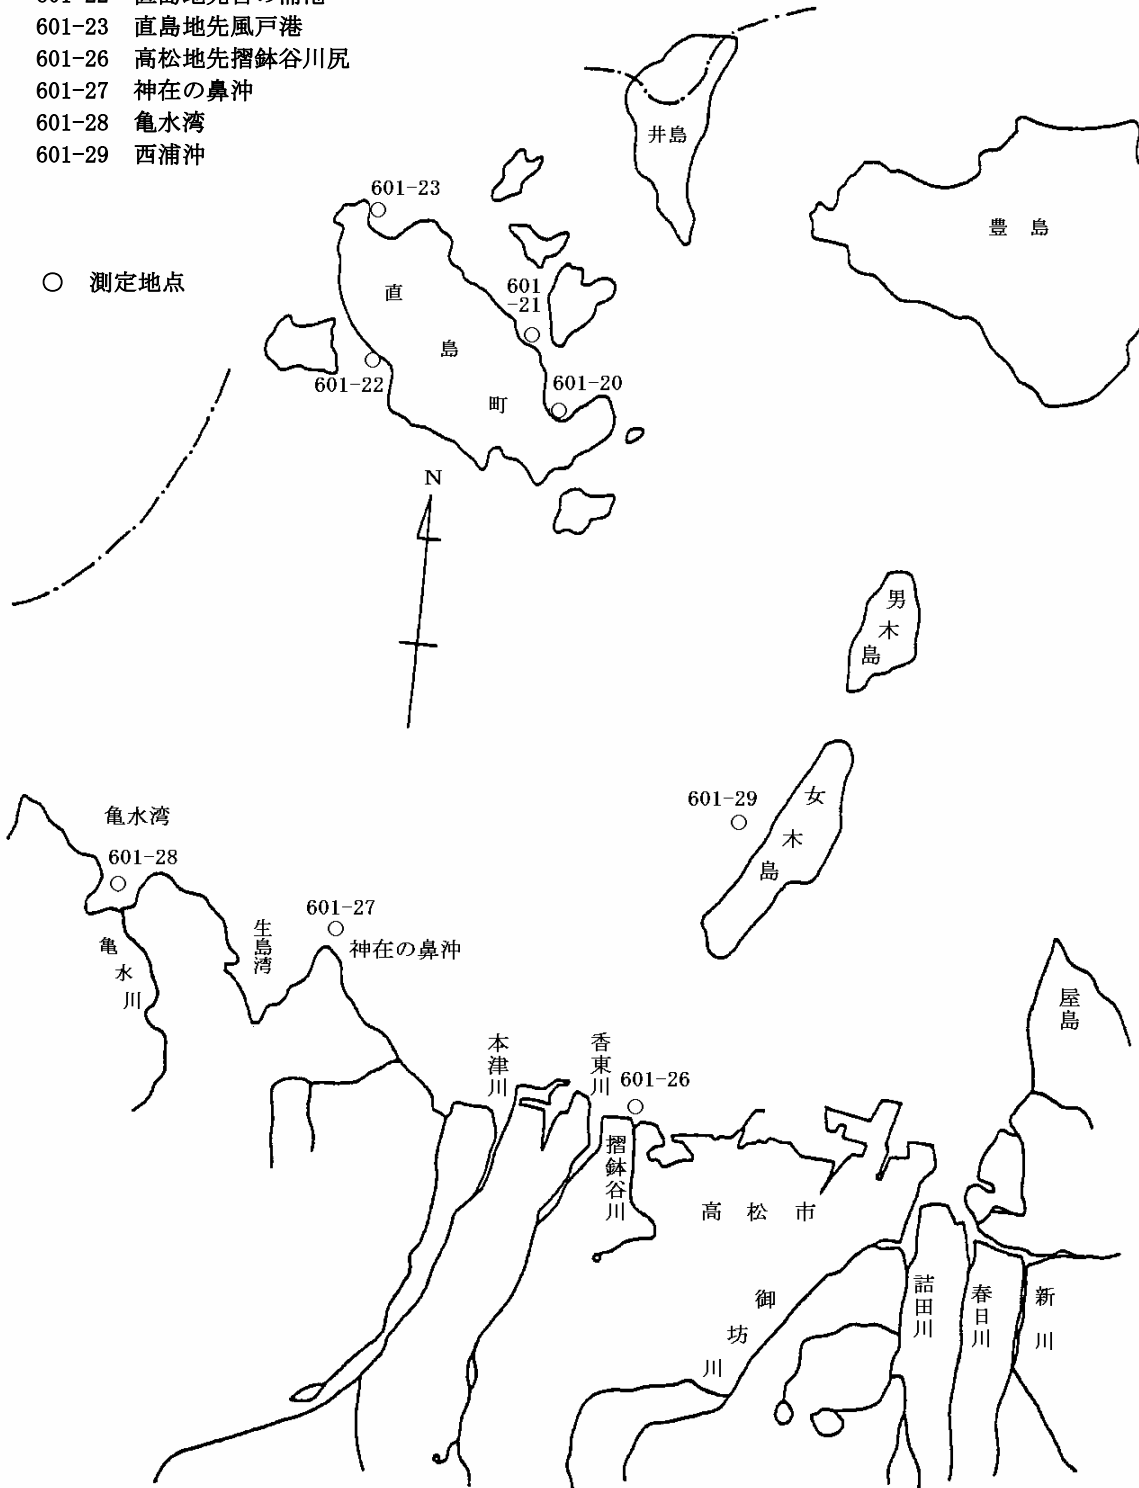 601-23 直島地先風戸港
601-26 高松地先摺鉢谷川尻
601-27 神在の鼻沖
601-28 亀水湾
601-29 西浦沖
○ 測定地点
井島
豊島
601-23
直島町
601
-21
601-22
601-20
N
男木島
女木島
601-29
亀水湾
601-28
亀水川
生島湾
601-27
神在の鼻沖
屋島
本津川
香東川
601-26
摺鉢谷川
高松市
御坊川
詰田川
春日川
新川